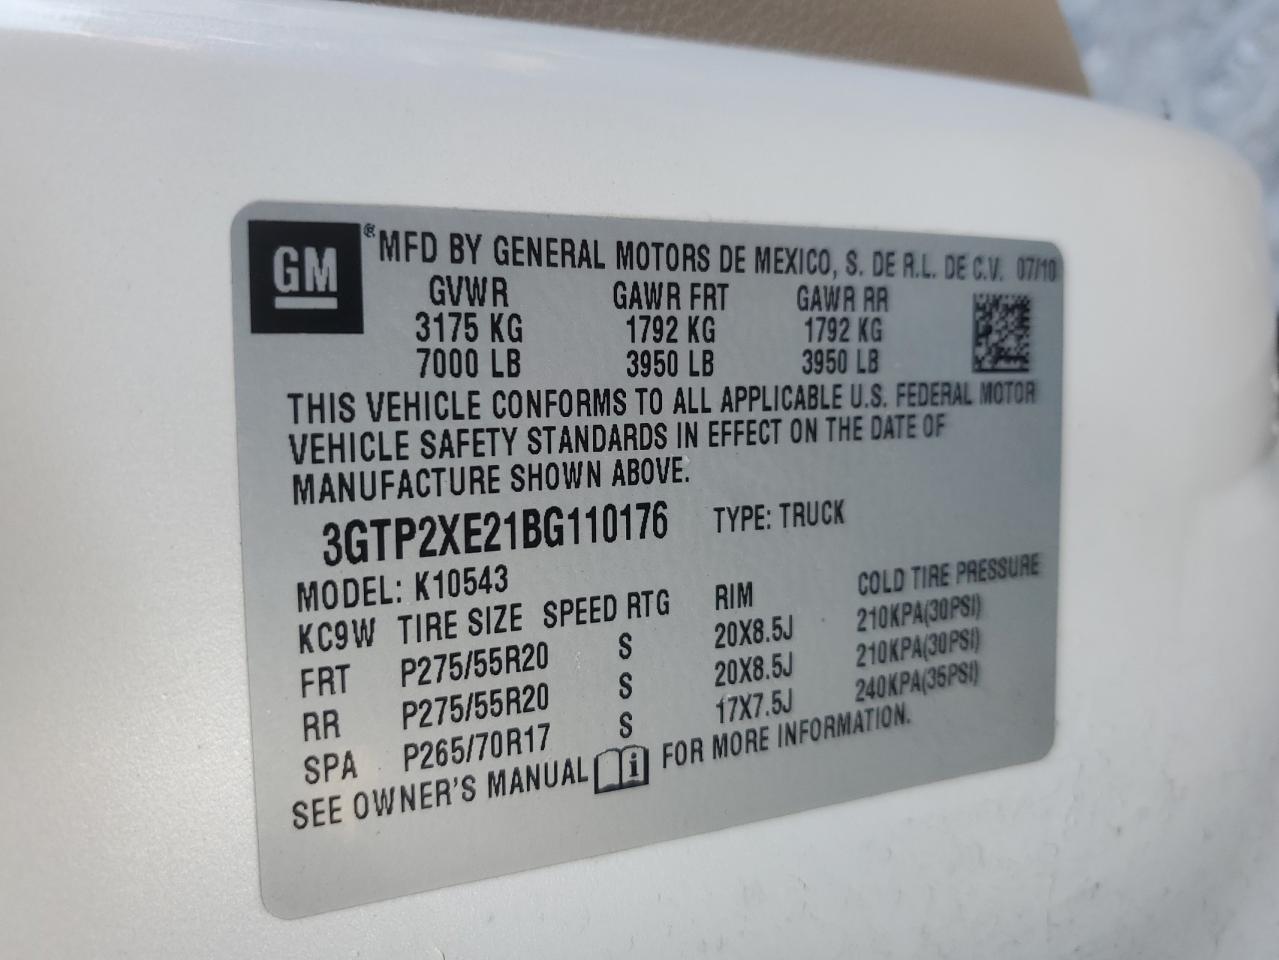 GM ® MFD BY GENERAL MOTORS DE MEXICO, S. DE R.L. DE C.V. 07/10
GVWR GAWR FRT GAWR RR
3175 KG 1792 KG 1792 KG
7000 LB 3950 LB 3950 LB
THIS VEHICLE CONFORMS TO ALL APPLICABLE U.S. FEDERAL MOTOR
VEHICLE SAFETY STANDARDS IN EFFECT ON THE DATE OF
MANUFACTURE SHOWN ABOVE.
3GTP2XE21BG110176 TYPE: TRUCK
MODEL: K10543
KC9W TIRE SIZE SPEED RTG RIM COLD TIRE PRESSURE
FRT P275/55R20 S 20X8.5J 210KPA(30PSI)
RR P275/55R20 S 20X8.5J 210KPA(30PSI)
SPA P265/70R17 S 17X7.5J 240KPA(35PSI)
SEE OWNER'S MANUAL i FOR MORE INFORMATION.